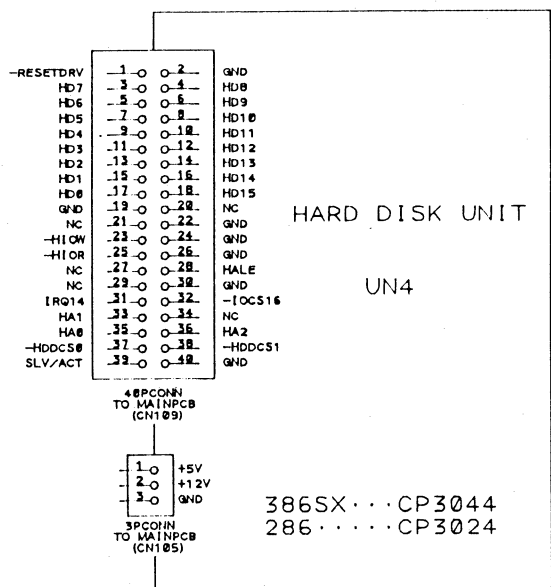 -RESETDRV 1 2 GND
HD7 3 4 HD8
HD6 5 6 HD9
HD5 7 8 HD10
HD4 9 10 HD11
HD3 11 12 HD12
HD2 13 14 HD13
HD1 15 16 HD14
HD0 17 18 HD15
GND 19 20 NC
NC 21 22 GND
-HIOW 23 24 GND
-HIOR 25 26 GND
NC 27 28 HALE
NC 29 30 GND
IRQ14 31 32 -IOCS16
HA1 33 34 NC
HA0 35 36 HA2
-HDDCS0 37 38 -HDDCS1
SLV/ACT 39 40 GND
40PCONN
TO MAINPCB
(CN109)
HARD DISK UNIT
UN4
1 +5V
2 +12V
3 GND
3PCONN
TO MAINPCB
(CN105)
386SX···CP3044
286·····CP3024